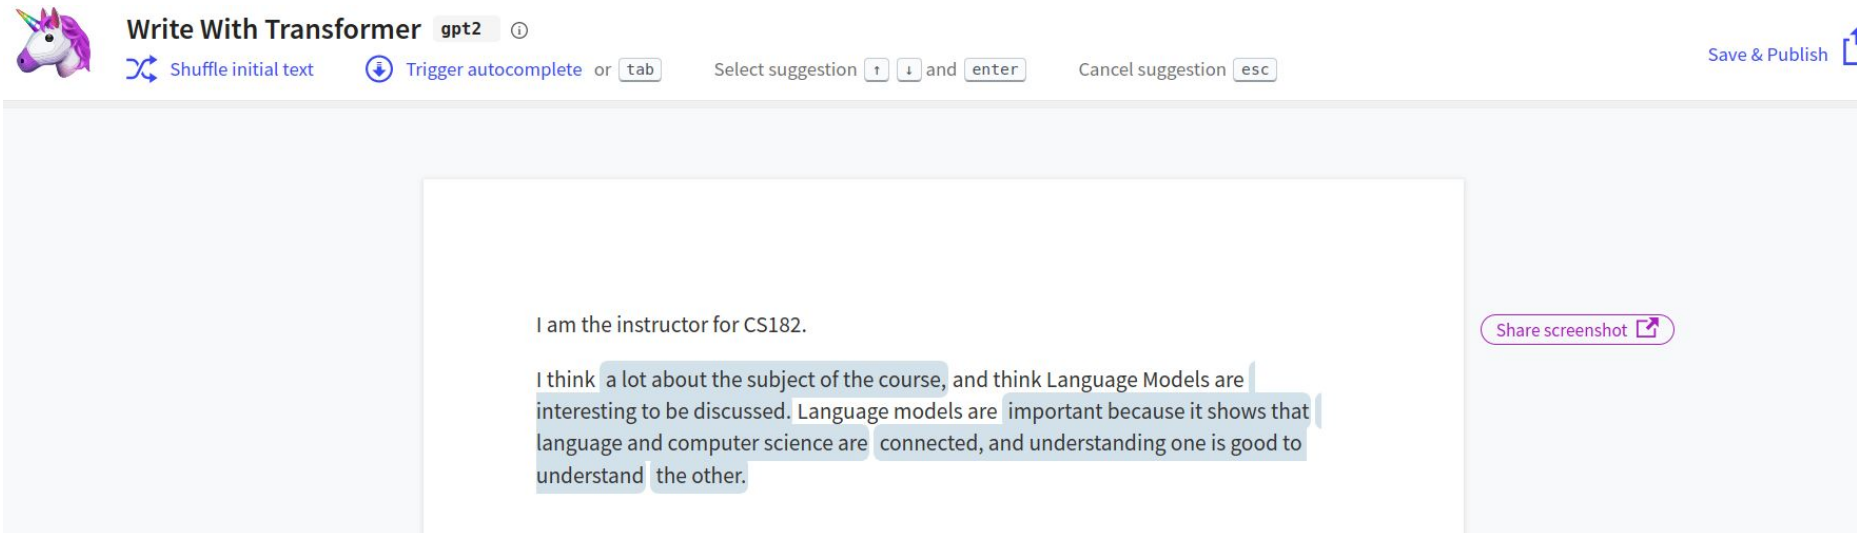 Write With Transformer gpt2
Shuffle initial text Trigger autocomplete or tab Select suggestion ↑ ↓ and enter Cancel suggestion esc
Save & Publish
I am the instructor for CS182.
Share screenshot
I think a lot about the subject of the course, and think Language Models are
interesting to be discussed. Language models are important because it shows that
language and computer science are connected, and understanding one is good to
understand the other.